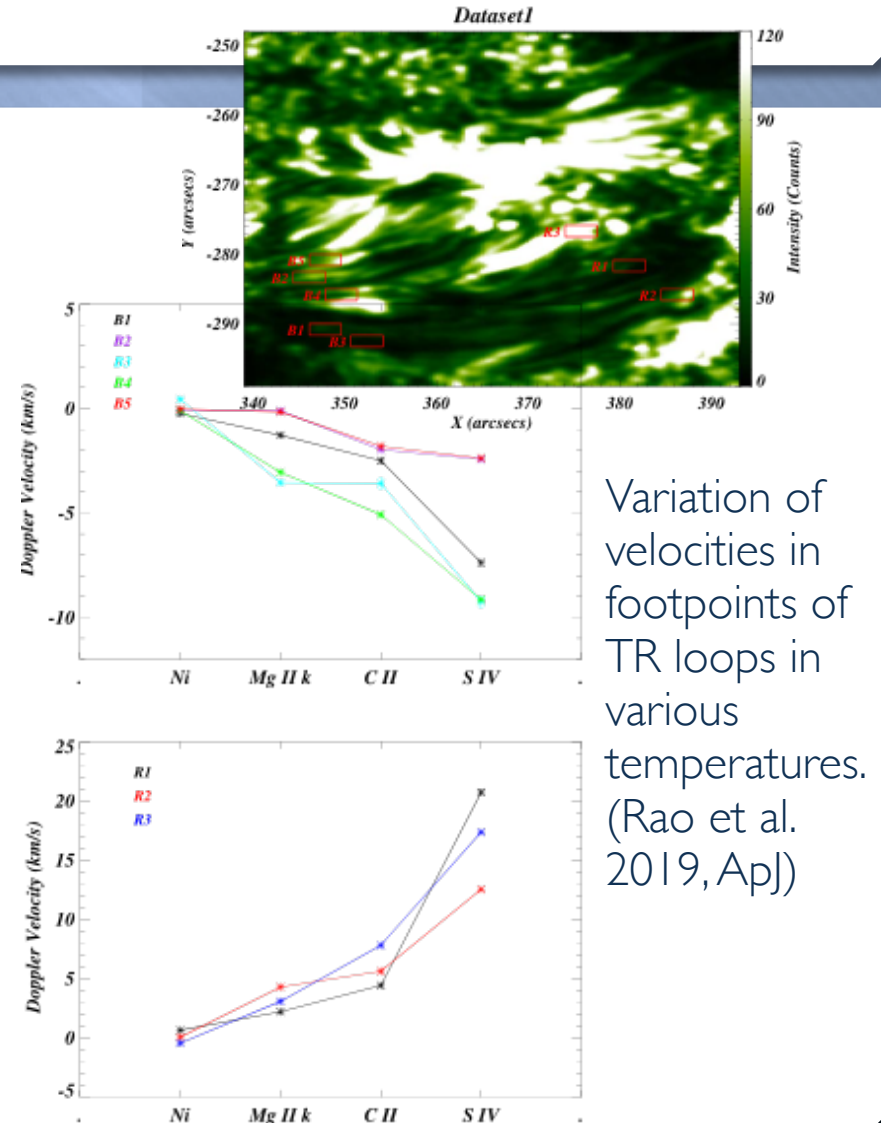 Dataset1
120
90
60
30
0
Intensity (Counts)
-250
-260
-270
-280
-290
Y (arcsecs)
R3
R1
R2
B5
B2
B4
B1
B3
340
350
360
370
380
390
X (arcsecs)
5
0
-5
-10
Doppler Velocity (km/s)
B1
B2
B3
B4
B5
. Ni Mg II k C II S IV .
Variation of
velocities in
footpoints of
TR loops in
various
temperatures.
(Rao et al.
2019, ApJ)
25
20
15
10
5
0
-5
Doppler Velocity (km/s)
R1
R2
R3
. Ni Mg II k C II S IV .